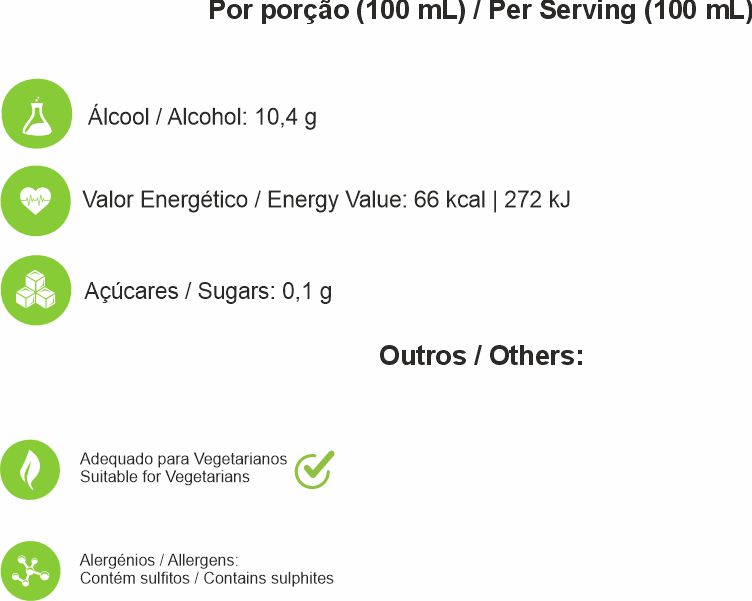 Por porção (100 mL) / Per Serving (100 mL)
Álcool / Alcohol: 10,4 g
Valor Energético / Energy Value: 66 kcal | 272 kJ
Açúcares / Sugars: 0,1 g
Outros / Others:
Adequado para Vegetarianos
Suitable for Vegetarians
Alergénios / Allergens:
Contém sulfitos / Contains sulphites